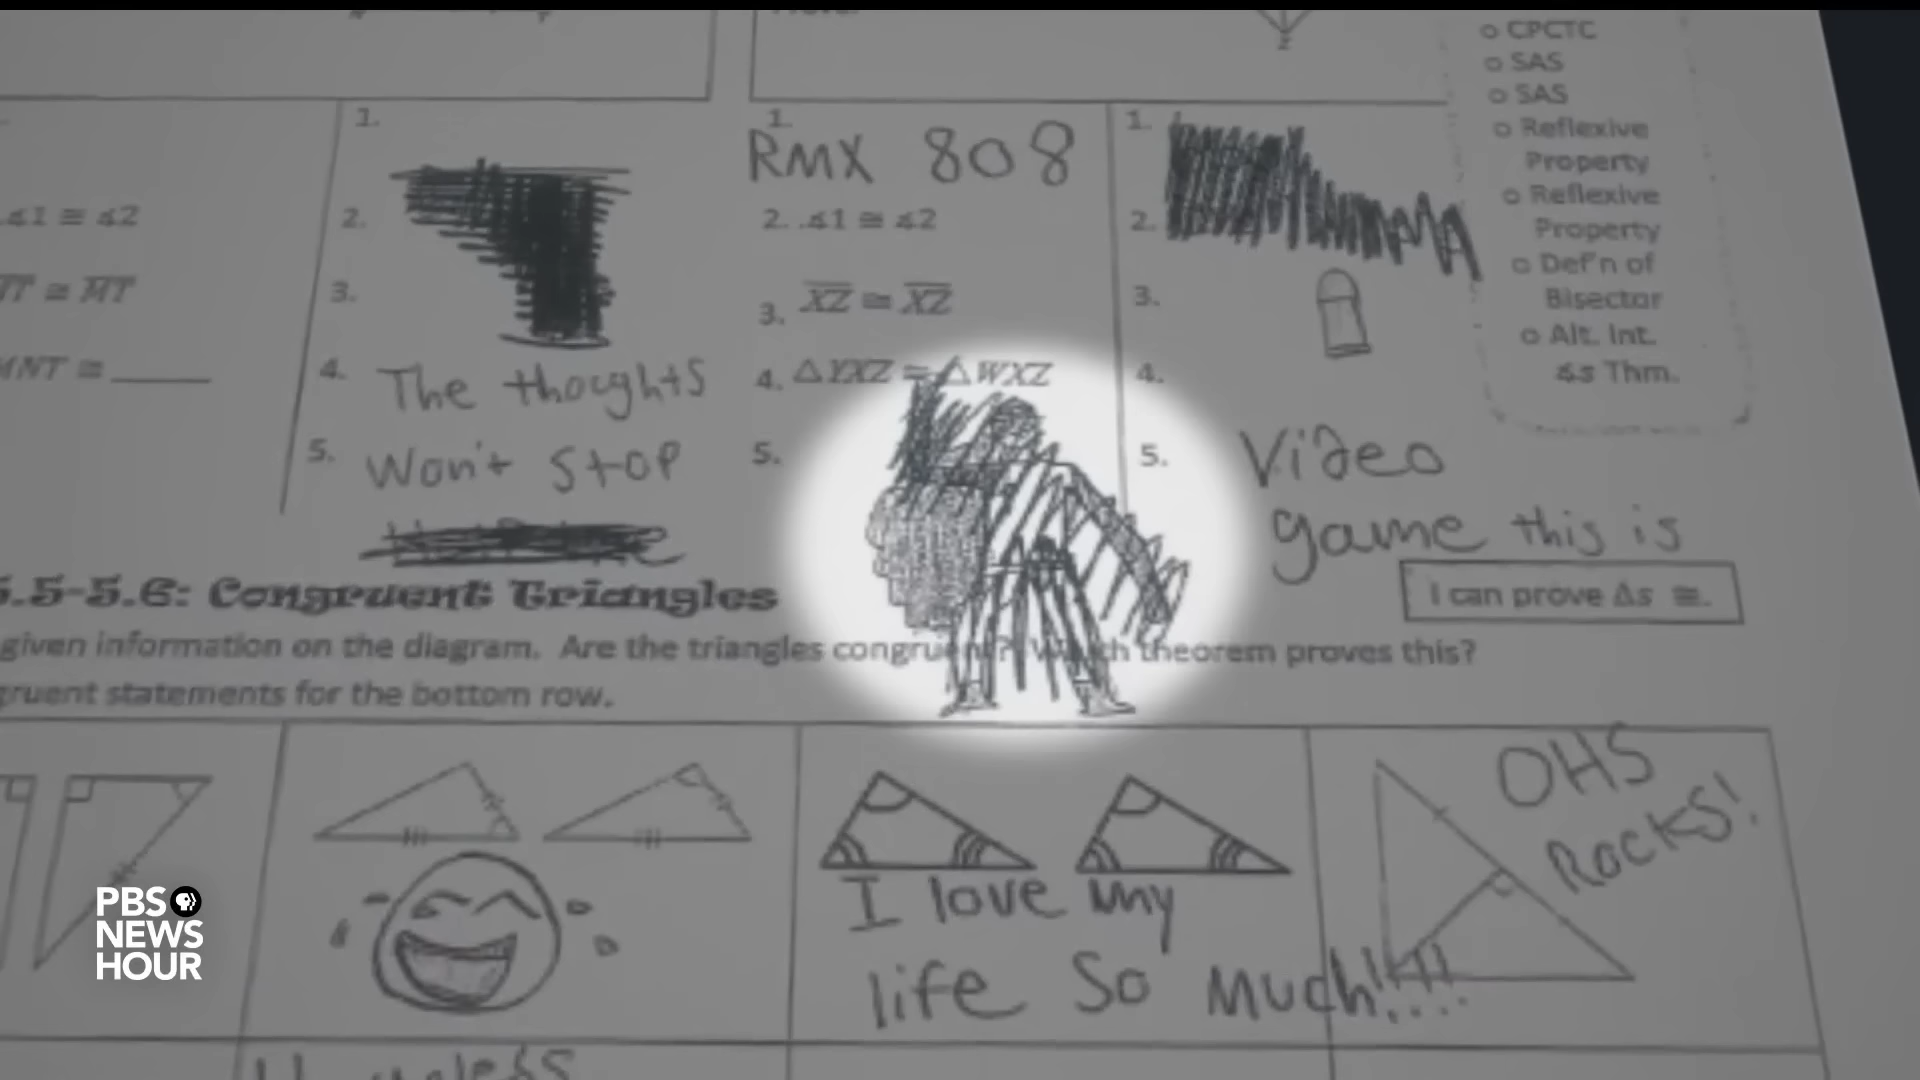 1.
1.
RMX 808
1.
2.
2. ∡1 ≅ ∡2
2.
∡1 ≅ ∡2
3.
3. XZ ≅ XZ
3.
≅ MT
4. The thoughts
4. △YXZ ≅ △WXZ
4.
MNT ≅ ____
5. Won't Stop
5.
5. Video
game this is
○ CPCTC
○ SAS
○ SAS
○ Reflexive
Property
○ Reflexive
Property
○ Def'n of
Bisector
○ Alt. Int.
∡s Thm.
5.5-5.6: Congruent Triangles
I can prove Δs ≅.
given information on the diagram. Are the triangles congruent? Which theorem proves this?
gruent statements for the bottom row.
OHS
Rocks!
I love my
life so much!!!!
PBS
NEWS
HOUR